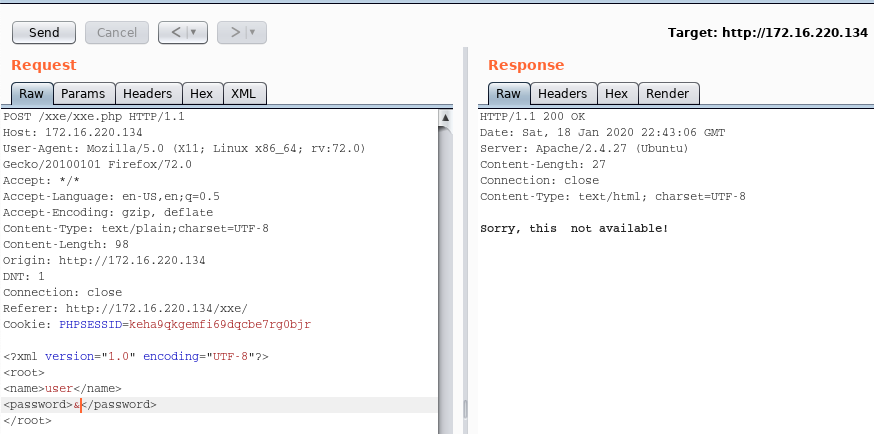 Send
Cancel
<
>
Target: http://172.16.220.134
Request
Raw
Params
Headers
Hex
XML
POST /xxe/xxe.php HTTP/1.1
Host: 172.16.220.134
User-Agent: Mozilla/5.0 (X11; Linux x86_64; rv:72.0)
Gecko/20100101 Firefox/72.0
Accept: */*
Accept-Language: en-US,en;q=0.5
Accept-Encoding: gzip, deflate
Content-Type: text/plain;charset=UTF-8
Content-Length: 98
Origin: http://172.16.220.134
DNT: 1
Connection: close
Referer: http://172.16.220.134/xxe/
Cookie: PHPSESSID=keha9qkgemfi69dqcbe7rg0bjr
<?xml version="1.0" encoding="UTF-8"?>
<root>
<name>user</name>
<password>&</password>
</root>
Response
Raw
Headers
Hex
Render
HTTP/1.1 200 OK
Date: Sat, 18 Jan 2020 22:43:06 GMT
Server: Apache/2.4.27 (Ubuntu)
Content-Length: 27
Connection: close
Content-Type: text/html; charset=UTF-8
Sorry, this  not available!